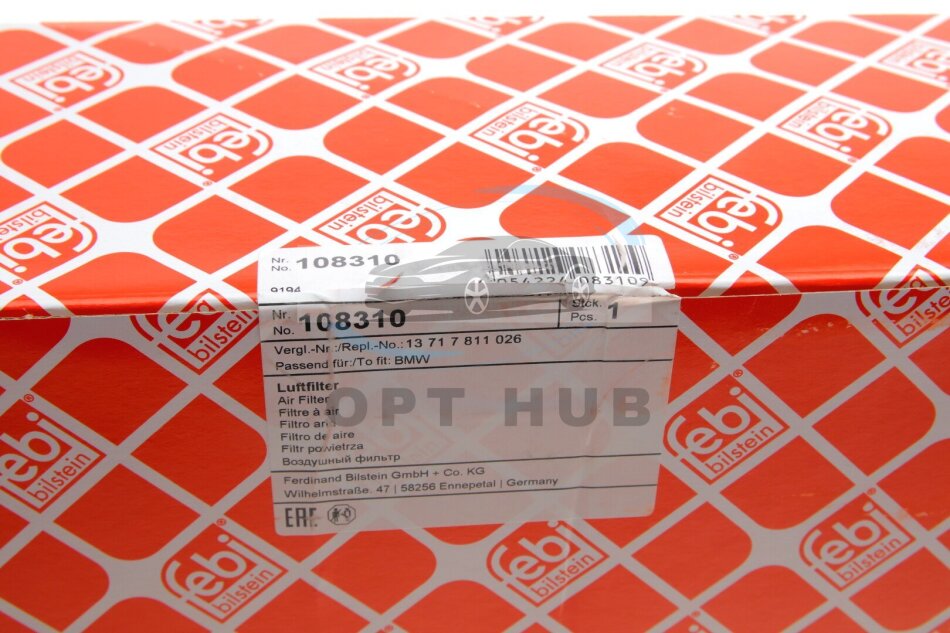 febi
bilstein
Nr.
No. 108310
9194
Nr.
No. 108310
Stck.
Pcs. 1
Vergl.-Nr.:/Repl.-No.: 13 71 7 811 026
Passend für:/To fit: BMW
Luftfilter
Air Filter
Filtre à air
Filtro
Filtro de aire
Filtr powietrza
Воздушный фильтр
Ferdinand Bilstein GmbH + Co. KG
Wilhelmstraße. 47 | 58256 Ennepetal | Germany
EAC
OPT HUB